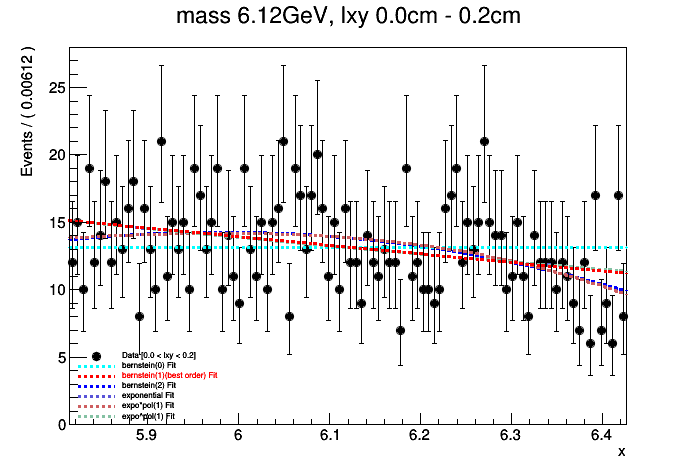 mass 6.12GeV, lxy 0.0cm - 0.2cm
Events / ( 0.00612 )
25
20
15
10
5
0
Data [0.0 < lxy < 0.2]
bernstein(0) Fit
bernstein(1)(best order) Fit
bernstein(2) Fit
exponential Fit
expo*pol(1) Fit
expo^pol(1) Fit
5.9 6 6.1 6.2 6.3 6.4
x